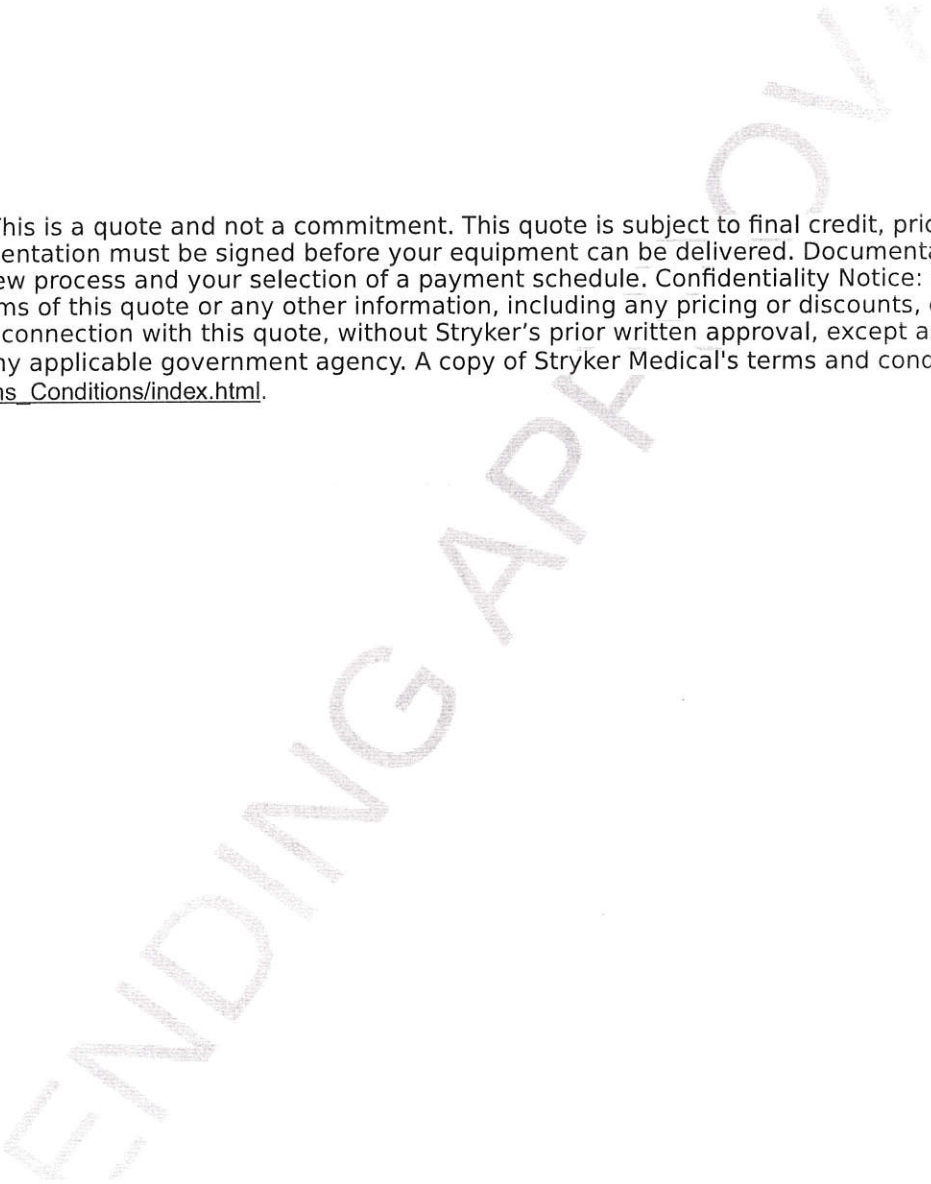 This is a quote and not a commitment. This quote is subject to final credit, pric
entation must be signed before your equipment can be delivered. Documenta
ew process and your selection of a payment schedule. Confidentiality Notice:
ms of this quote or any other information, including any pricing or discounts,
connection with this quote, without Stryker’s prior written approval, except a
ny applicable government agency. A copy of Stryker Medical's terms and cond
ns_Conditions/index.html.
ENDING APPROV